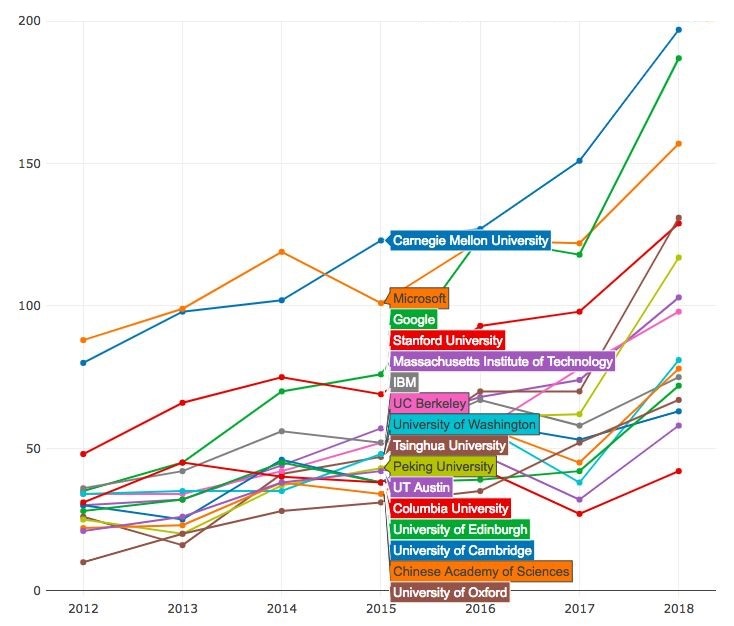 200
150
100
50
0
Carnegie Mellon University
Microsoft
Google
Stanford University
Massachusetts Institute of Technology
IBM
UC Berkeley
University of Washington
Tsinghua University
Peking University
UT Austin
Columbia University
University of Edinburgh
University of Cambridge
Chinese Academy of Sciences
University of Oxford
2012 2013 2014 2015 2016 2017 2018